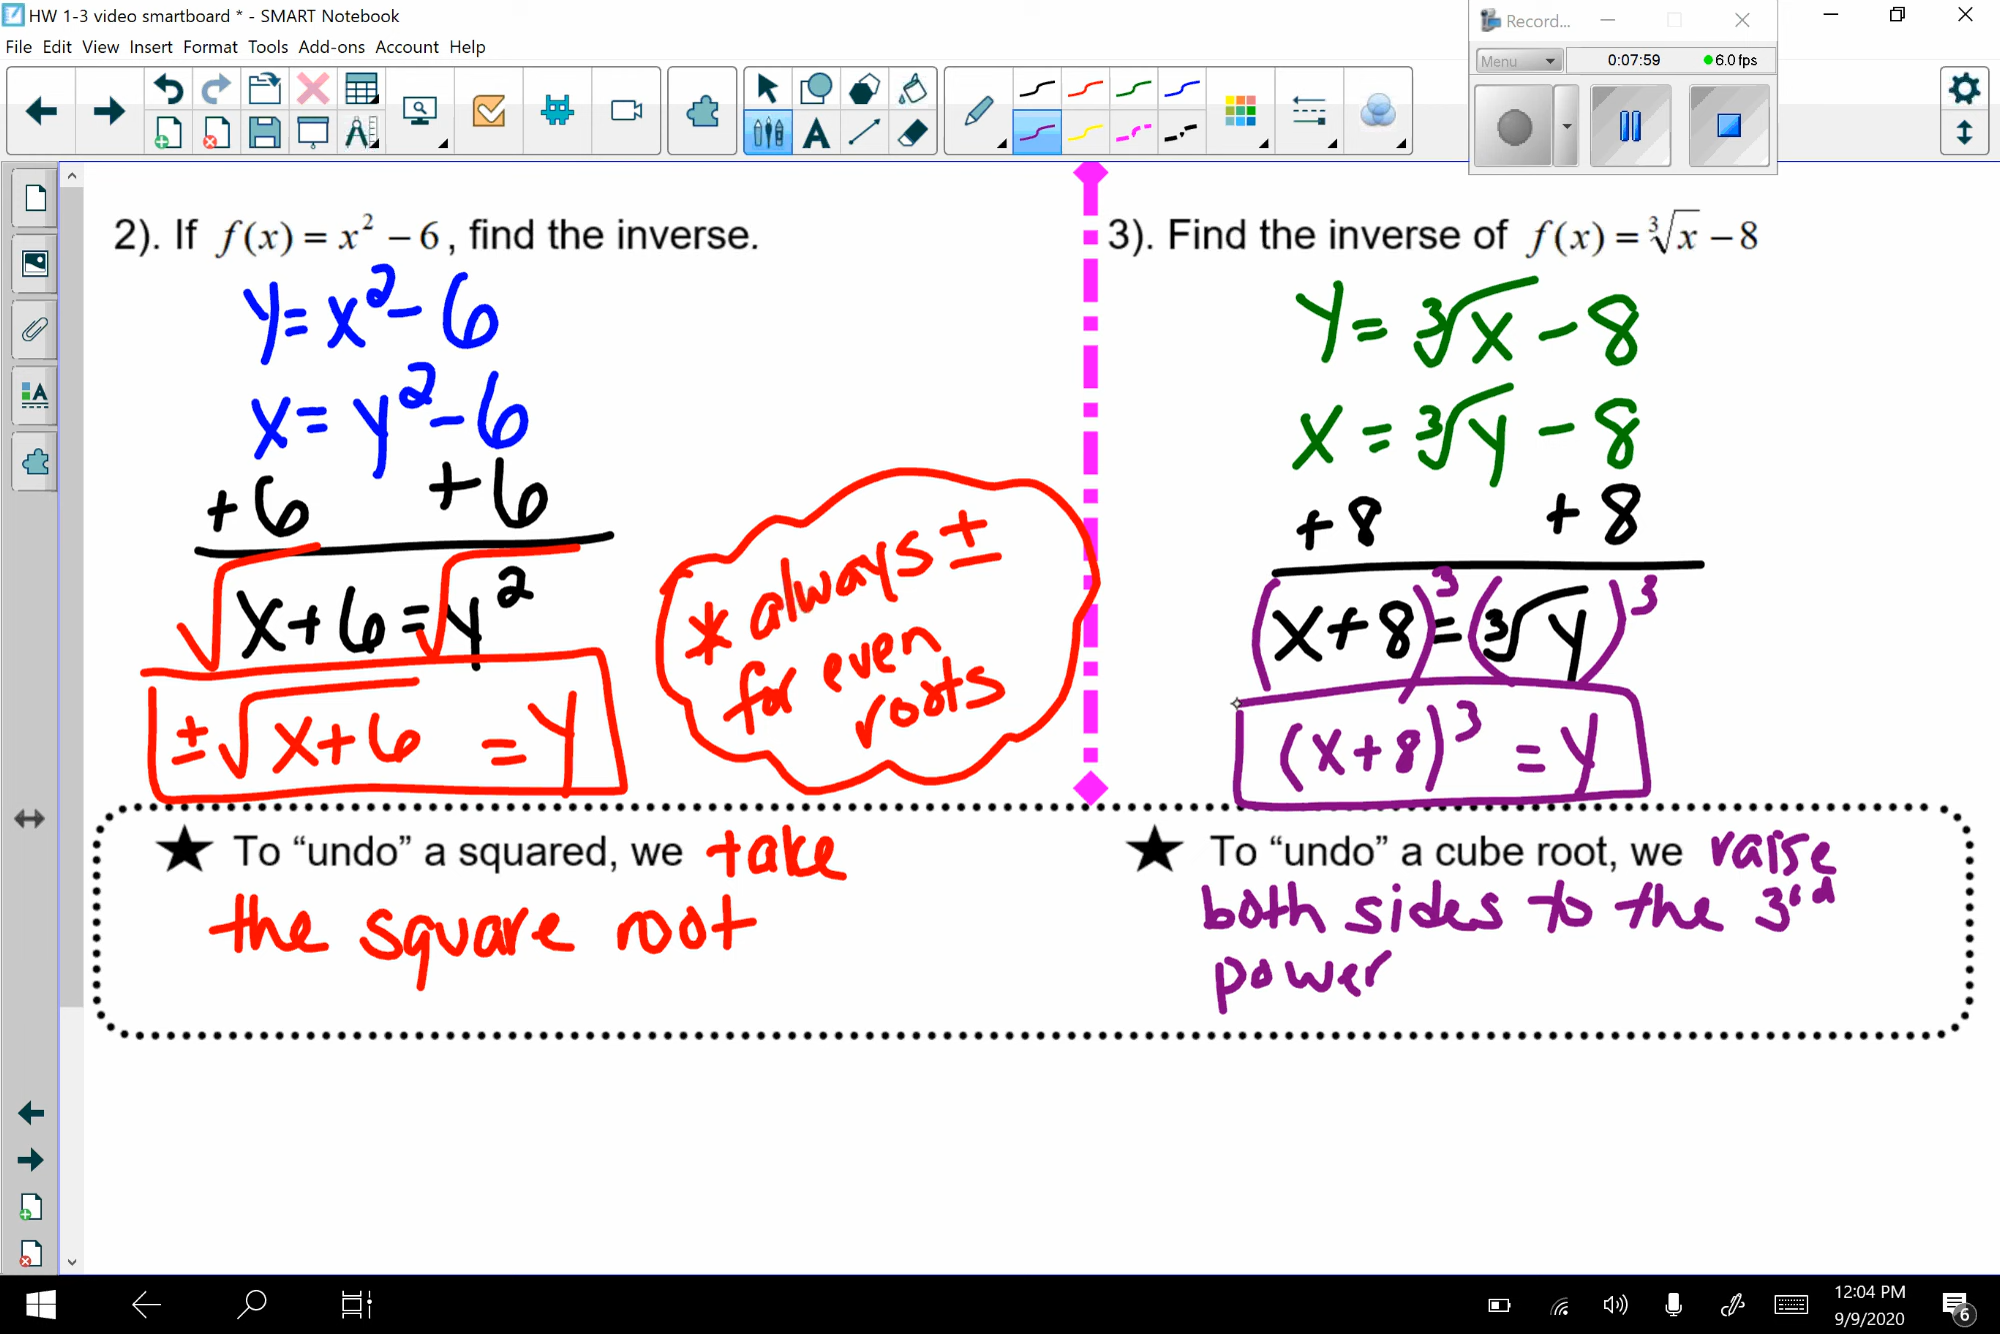 HW 1-3 video smartboard * - SMART Notebook
File Edit View Insert Format Tools Add-ons Account Help
Record...
Menu 0:07:59 6.0 fps
2). If f(x) = x² – 6, find the inverse.
y = x² - 6
x = y² - 6
+6 +6
√x+6 = √y²
±√x+6 = y
* always ±
for even
roots
3). Find the inverse of f(x) = ∛x – 8
y = ∛x - 8
x = ∛y - 8
+8 +8
(x+8)³ = (∛y)³
(x+8)³ = y
★ To “undo” a squared, we take
the square root
★ To “undo” a cube root, we raise
both sides to the 3rd
power
12:04 PM
9/9/2020
6